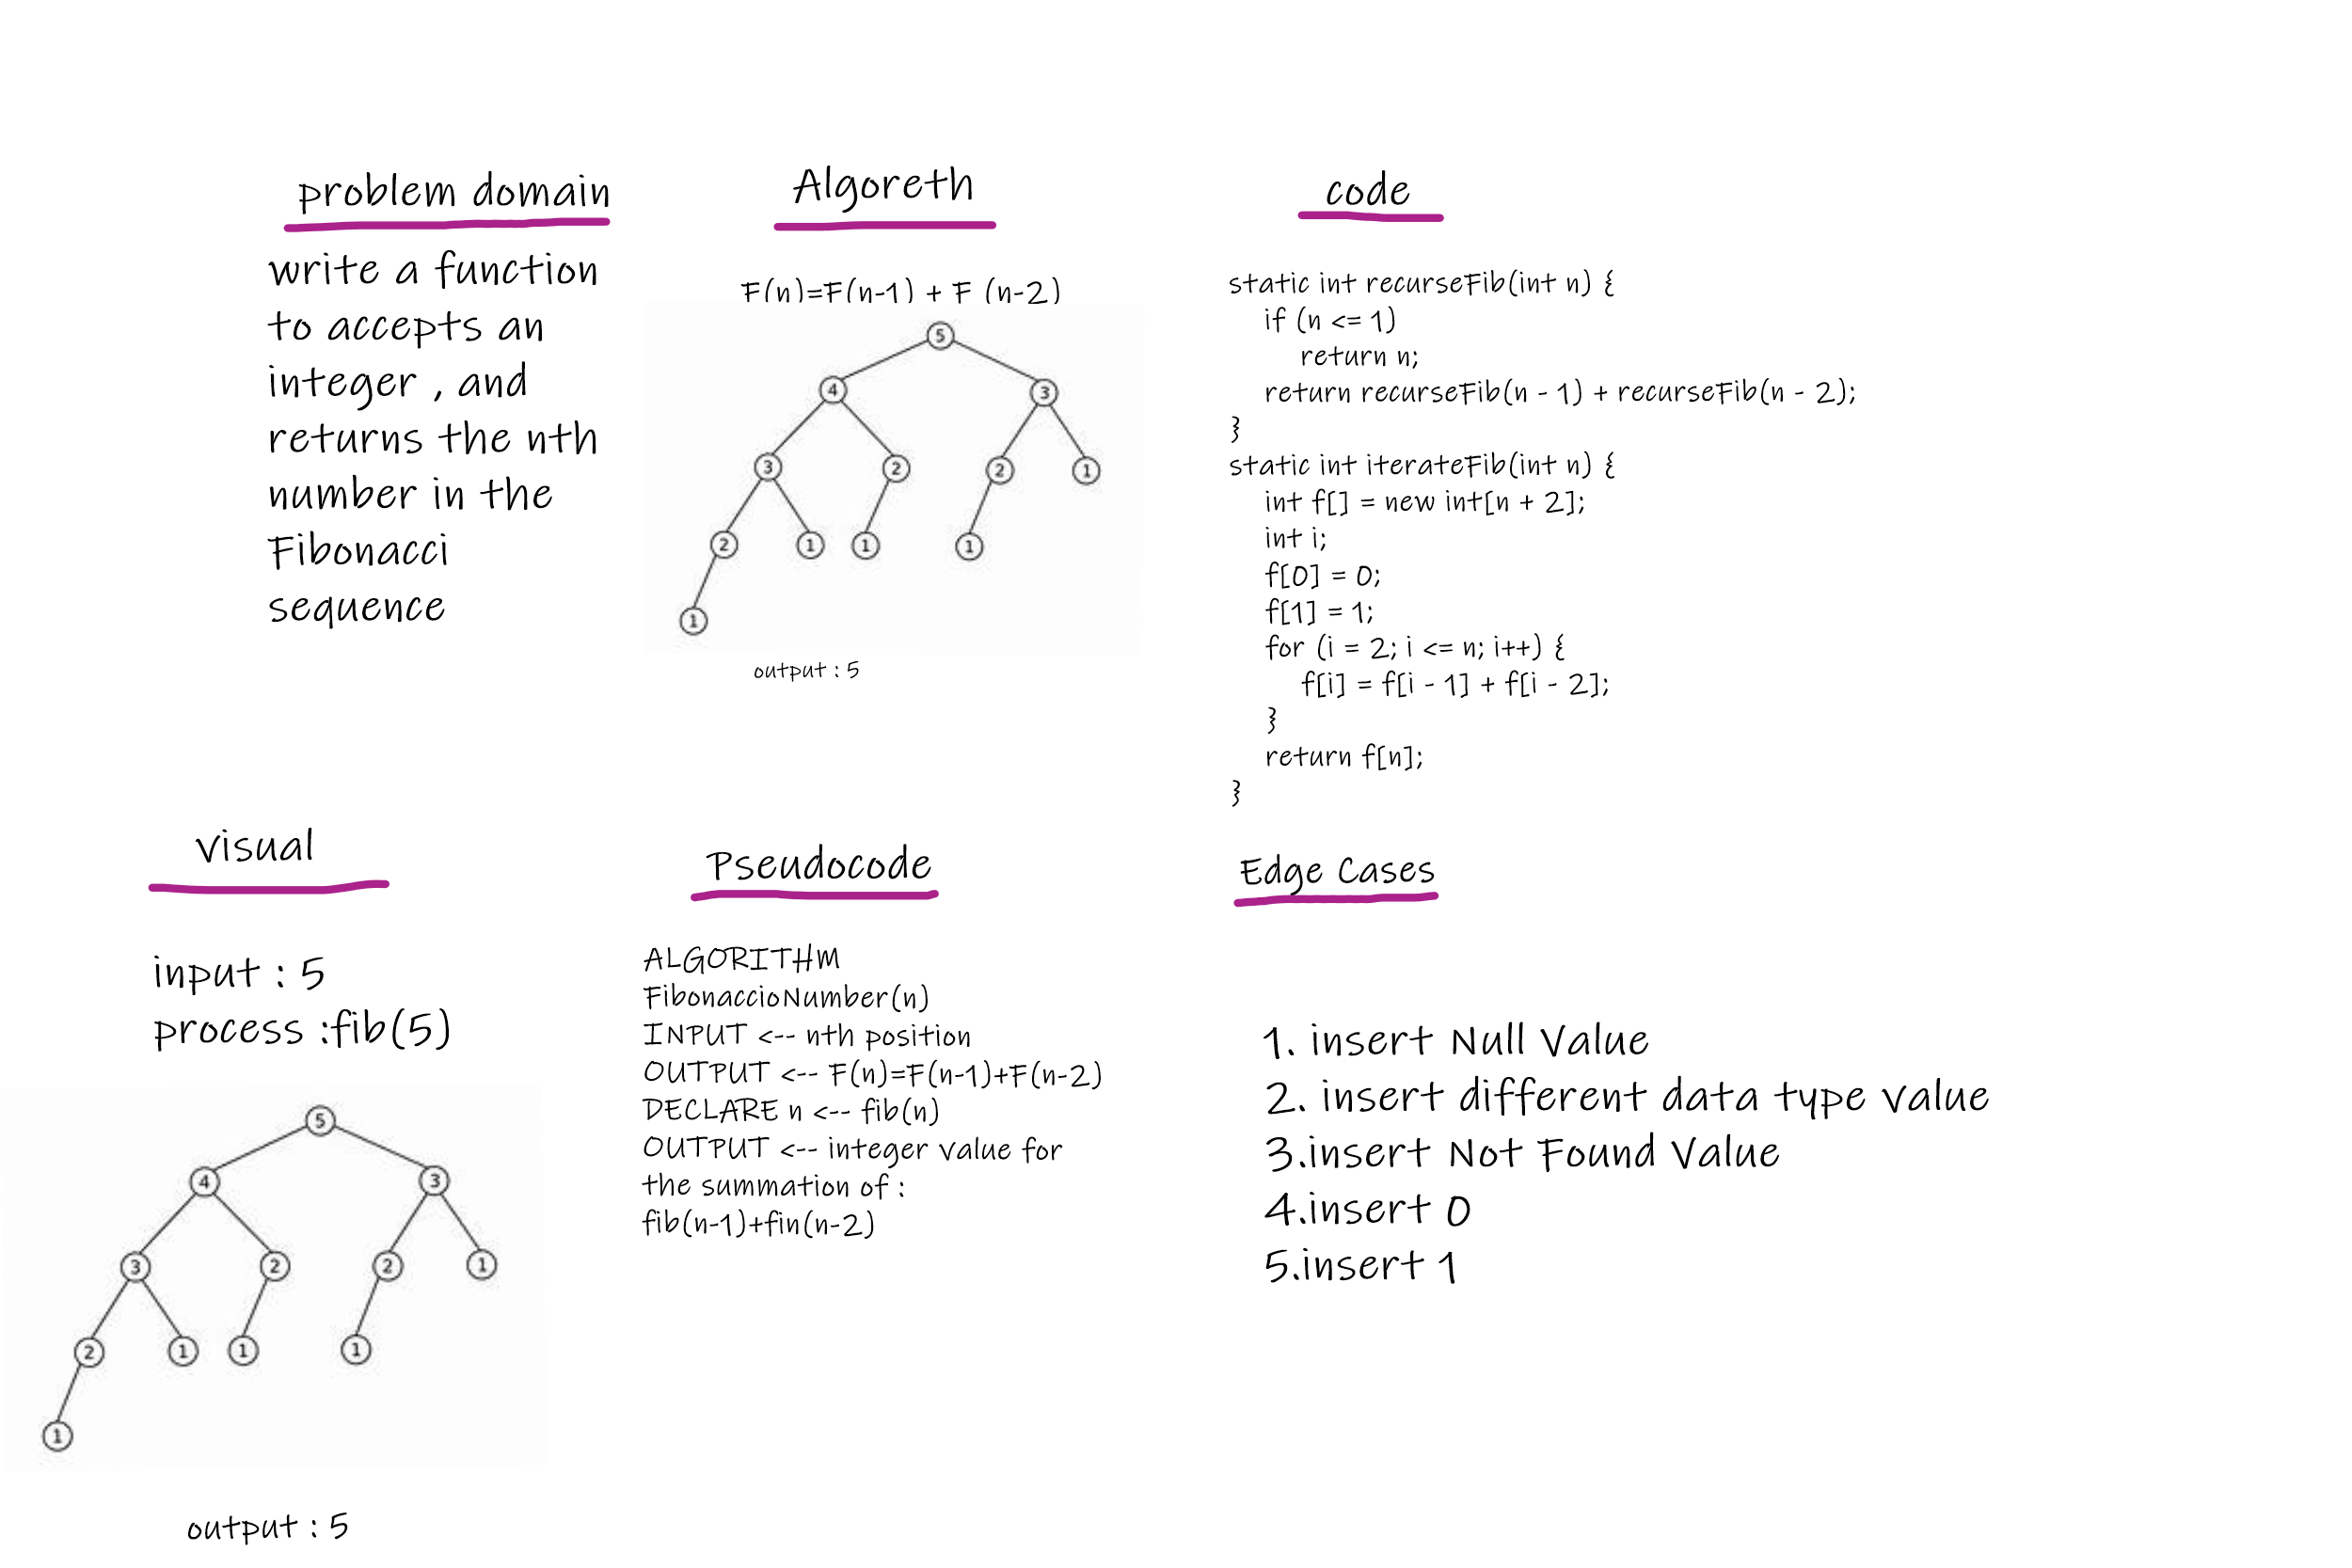 problem domain
write a function
to accepts an
integer , and
returns the nth
number in the
Fibonacci
sequence
Algoreth
F(n)=F(n-1) + F (n-2)
5
4
3
3
2
2
1
2
1
1
1
1
output : 5
code
static int recurseFib(int n) {
if (n <= 1)
return n;
return recurseFib(n - 1) + recurseFib(n - 2);
}
static int iterateFib(int n) {
int f[] = new int[n + 2];
int i;
f[0] = 0;
f[1] = 1;
for (i = 2; i <= n; i++) {
f[i] = f[i - 1] + f[i - 2];
}
return f[n];
}
visual
input : 5
process :fib(5)
5
4
3
3
2
2
1
2
1
1
1
1
output : 5
Pseudocode
ALGORITHM
FibonaccioNumber(n)
INPUT <-- nth position
OUTPUT <-- F(n)=F(n-1)+F(n-2)
DECLARE n <-- fib(n)
OUTPUT <-- integer value for
the summation of :
fib(n-1)+fin(n-2)
Edge Cases
1. insert Null Value
2. insert different data type value
3.insert Not Found Value
4.insert 0
5.insert 1